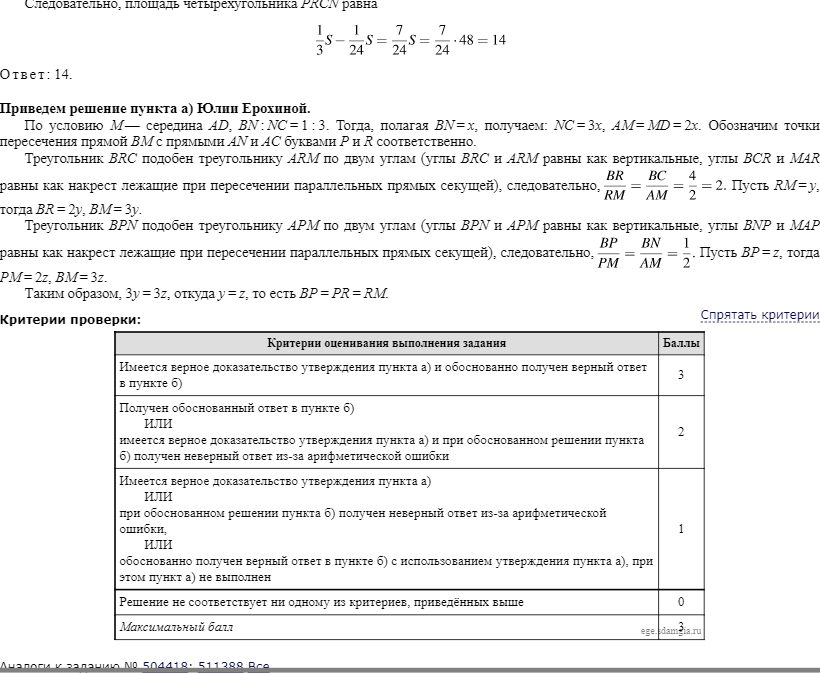 Следовательно, площадь четырехугольника PRCN равна
1/3 S − 1/24 S = 7/24 S = 7/24 · 48 = 14
Ответ: 14.
Приведем решение пункта а) Юлии Ерохиной.
По условию M — середина AD, BN : NC = 1 : 3. Тогда, полагая BN = x, получаем: NC = 3x, AM = MD = 2x. Обозначим точки
пересечения прямой BM с прямыми AN и AC буквами P и R соответственно.
Треугольник BRC подобен треугольнику ARM по двум углам (углы BRC и ARM равны как вертикальные, углы BCR и MAR
равны как накрест лежащие при пересечении параллельных прямых секущей), следовательно, BR/RM = BC/AM = 4/2 = 2. Пусть RM = y,
тогда BR = 2y, BM = 3y.
Треугольник BPN подобен треугольнику APM по двум углам (углы BPN и APM равны как вертикальные, углы BNP и MAP
равны как накрест лежащие при пересечении параллельных прямых секущей), следовательно, BP/PM = BN/AM = 1/2. Пусть BP = z, тогда
PM = 2z, BM = 3z.
Таким образом, 3y = 3z, откуда y = z, то есть BP = PR = RM.
Спрятать критерии
Критерии проверки:
Критерии оценивания выполнения задания Баллы
Имеется верное доказательство утверждения пункта а) и обоснованно получен верный ответ
в пункте б)
3
Получен обоснованный ответ в пункте б)
ИЛИ
имеется верное доказательство утверждения пункта а) и при обоснованном решении пункта
б) получен неверный ответ из-за арифметической ошибки
2
Имеется верное доказательство утверждения пункта а)
ИЛИ
при обоснованном решении пункта б) получен неверный ответ из-за арифметической
ошибки,
ИЛИ
обоснованно получен верный ответ в пункте б) с использованием утверждения пункта а), при
этом пункт а) не выполнен
1
Решение не соответствует ни одному из критериев, приведённых выше 0
Максимальный балл 3
ege.sdamgia.ru
Аналоги к заданию № 504418: 511388 Все